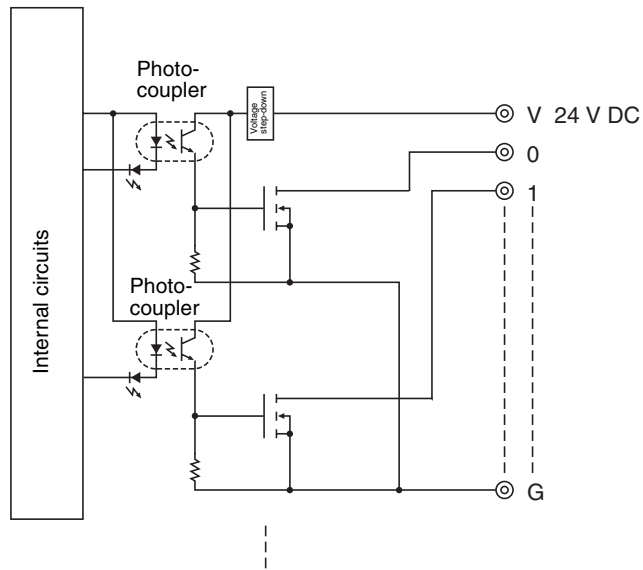 Photo-
coupler
Voltage
step-down
V 24 V DC
0
1
Internal circuits
Photo-
coupler
G